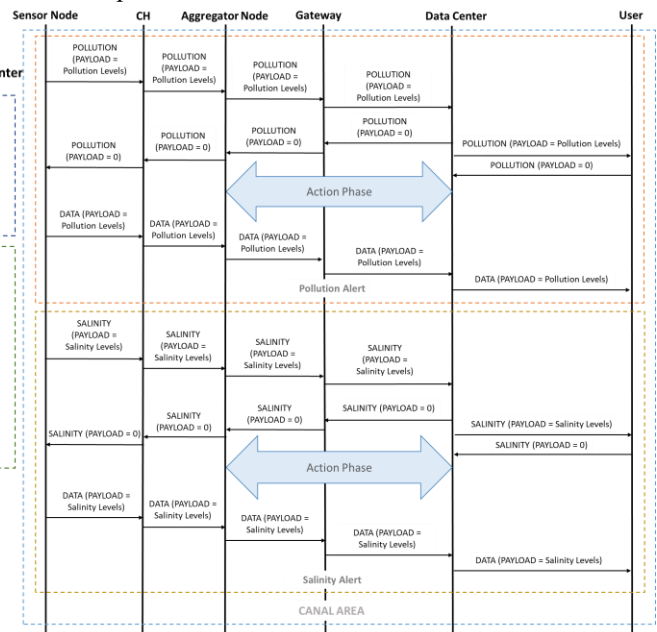 Sensor Node CH Aggregator Node Gateway Data Center User
POLLUTION
(PAYLOAD =
Pollution Levels)
POLLUTION
(PAYLOAD =
Pollution Levels)
POLLUTION
(PAYLOAD =
Pollution Levels)
POLLUTION
(PAYLOAD =
Pollution Levels)
POLLUTION
(PAYLOAD = 0)
POLLUTION
(PAYLOAD = 0)
POLLUTION
(PAYLOAD = 0)
POLLUTION
(PAYLOAD = 0)
POLLUTION (PAYLOAD = Pollution Levels)
POLLUTION (PAYLOAD = 0)
Action Phase
DATA (PAYLOAD =
Pollution Levels)
DATA (PAYLOAD =
Pollution Levels)
DATA (PAYLOAD =
Pollution Levels)
DATA (PAYLOAD =
Pollution Levels)
DATA (PAYLOAD = Pollution Levels)
Pollution Alert
SALINITY
(PAYLOAD =
Salinity Levels)
SALINITY
(PAYLOAD =
Salinity Levels)
SALINITY
(PAYLOAD =
Salinity Levels)
SALINITY
(PAYLOAD =
Salinity Levels)
SALINITY (PAYLOAD = 0)
SALINITY
(PAYLOAD = 0)
SALINITY
(PAYLOAD = 0)
SALINITY (PAYLOAD = 0)
SALINITY (PAYLOAD = Salinity Levels)
SALINITY (PAYLOAD = 0)
Action Phase
DATA (PAYLOAD =
Salinity Levels)
DATA (PAYLOAD =
Salinity Levels)
DATA (PAYLOAD =
Salinity Levels)
DATA (PAYLOAD =
Salinity Levels)
DATA (PAYLOAD = Salinity Levels)
Salinity Alert
CANAL AREA